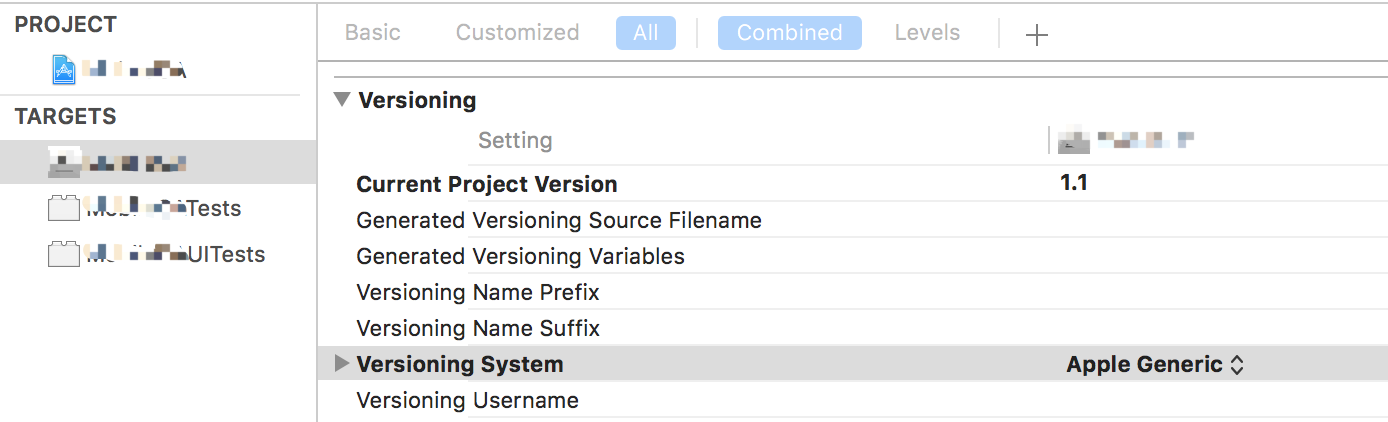 PROJECT
TARGETS
Tests
UITests
Basic Customized All Combined Levels
Versioning
Setting
Current Project Version 1.1
Generated Versioning Source Filename
Generated Versioning Variables
Versioning Name Prefix
Versioning Name Suffix
Versioning System Apple Generic
Versioning Username